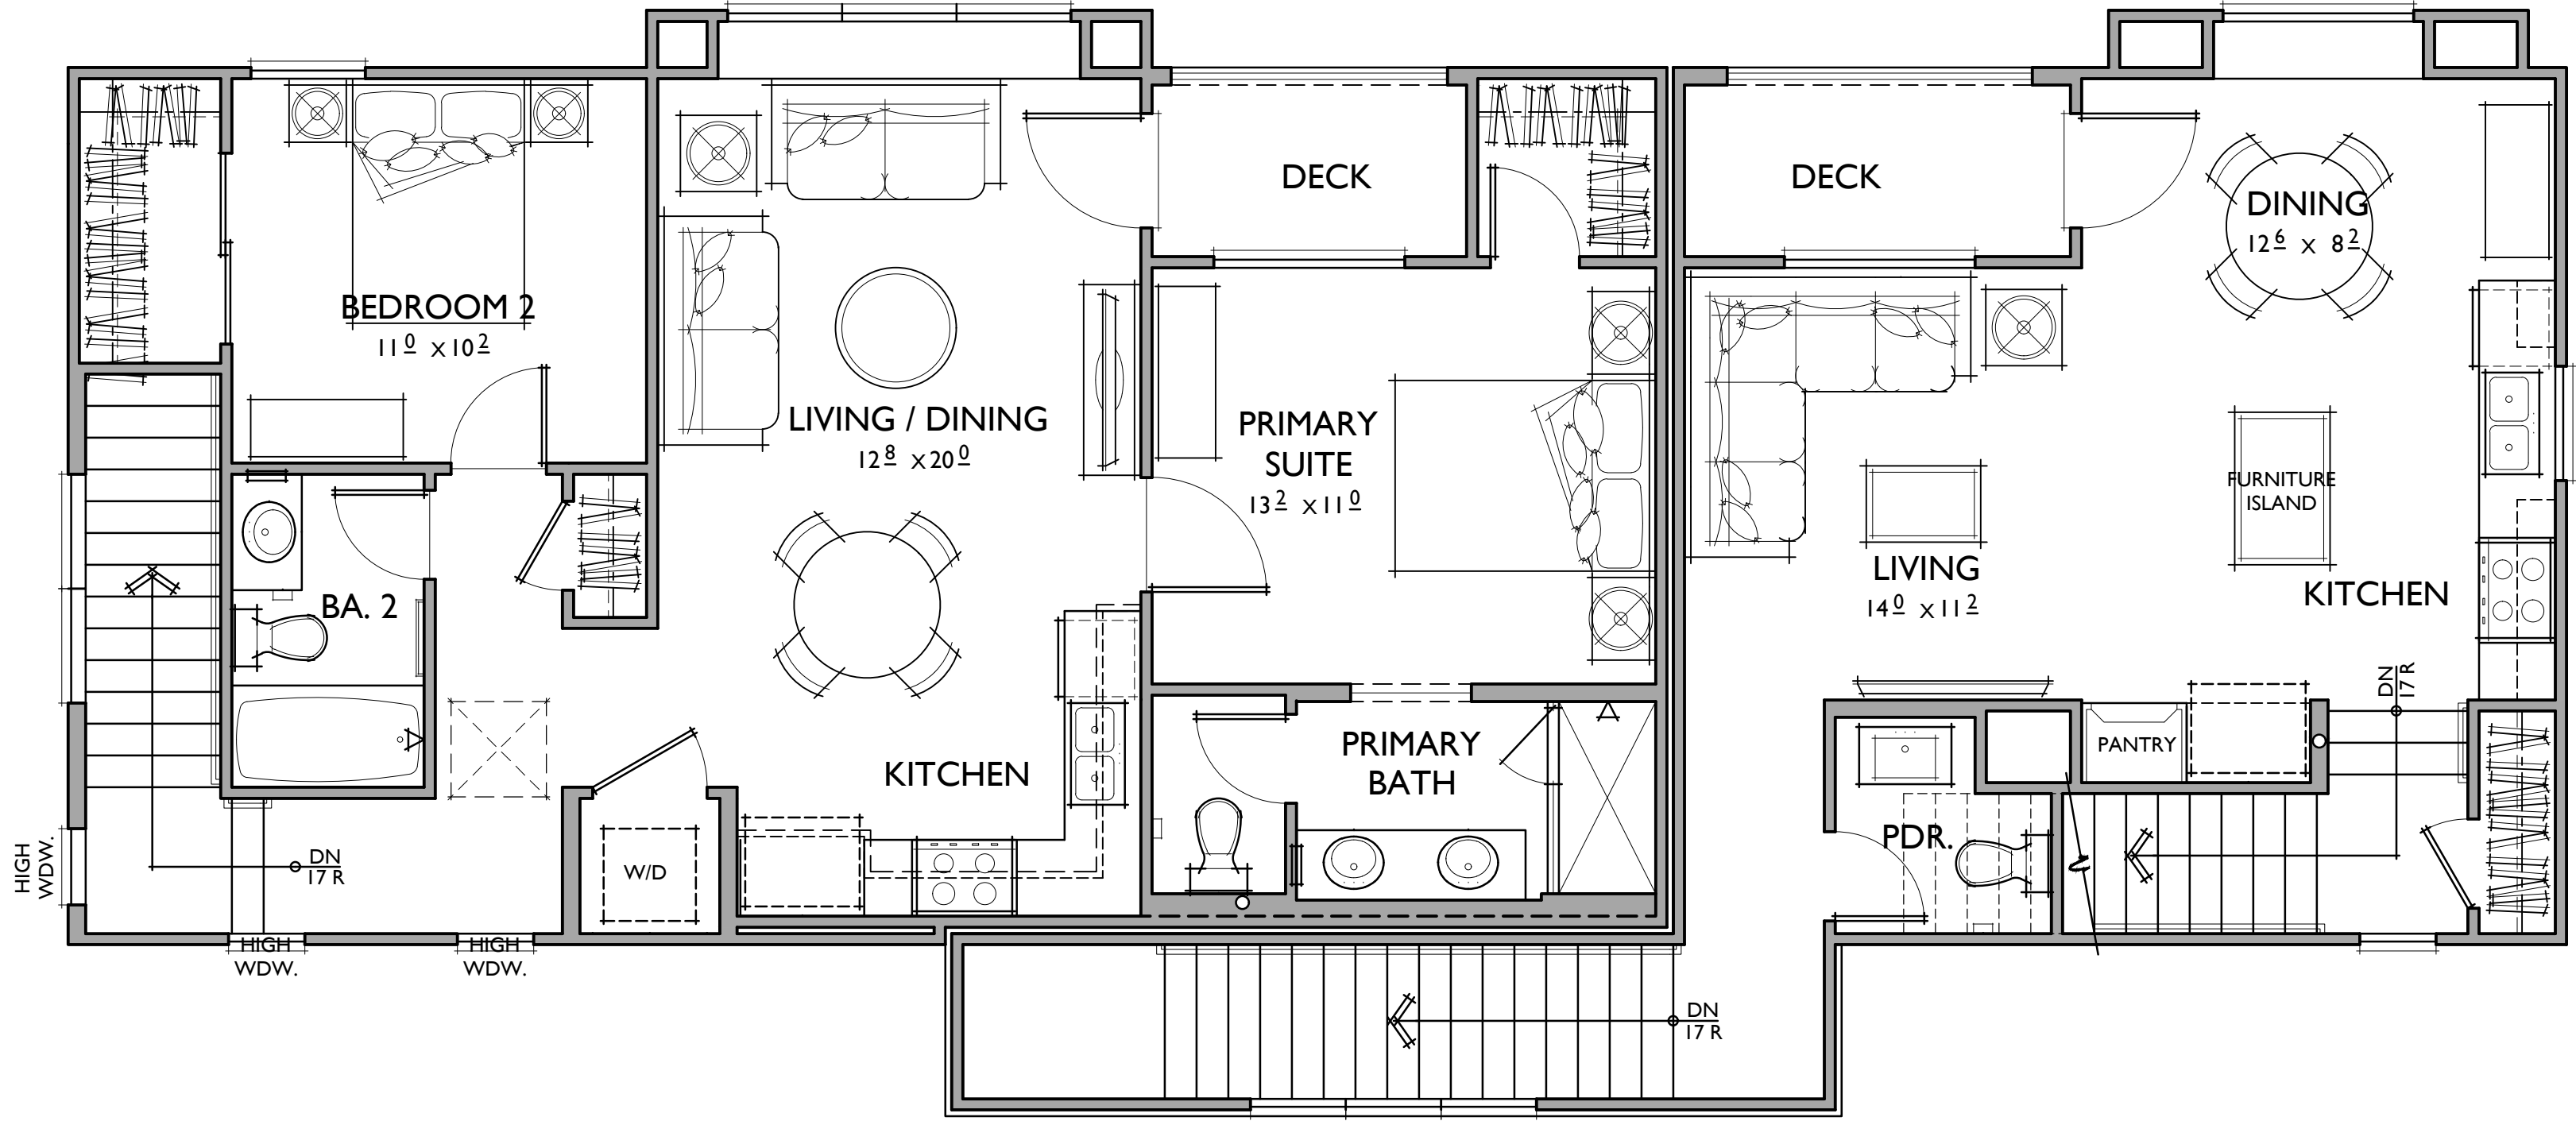 DECK
DECK
DINING
12 6 x 8 2
BEDROOM 2
11 0 x 10 2
LIVING / DINING
12 8 x 20 0
PRIMARY
SUITE
13 2 x 11 0
FURNITURE
ISLAND
LIVING
14 0 x 11 2
KITCHEN
BA. 2
DN
17 R
PRIMARY
BATH
PANTRY
KITCHEN
PDR.
W/D
DN
17 R
HIGH
WDW.
HIGH
WDW.
HIGH
WDW.
DN
17 R